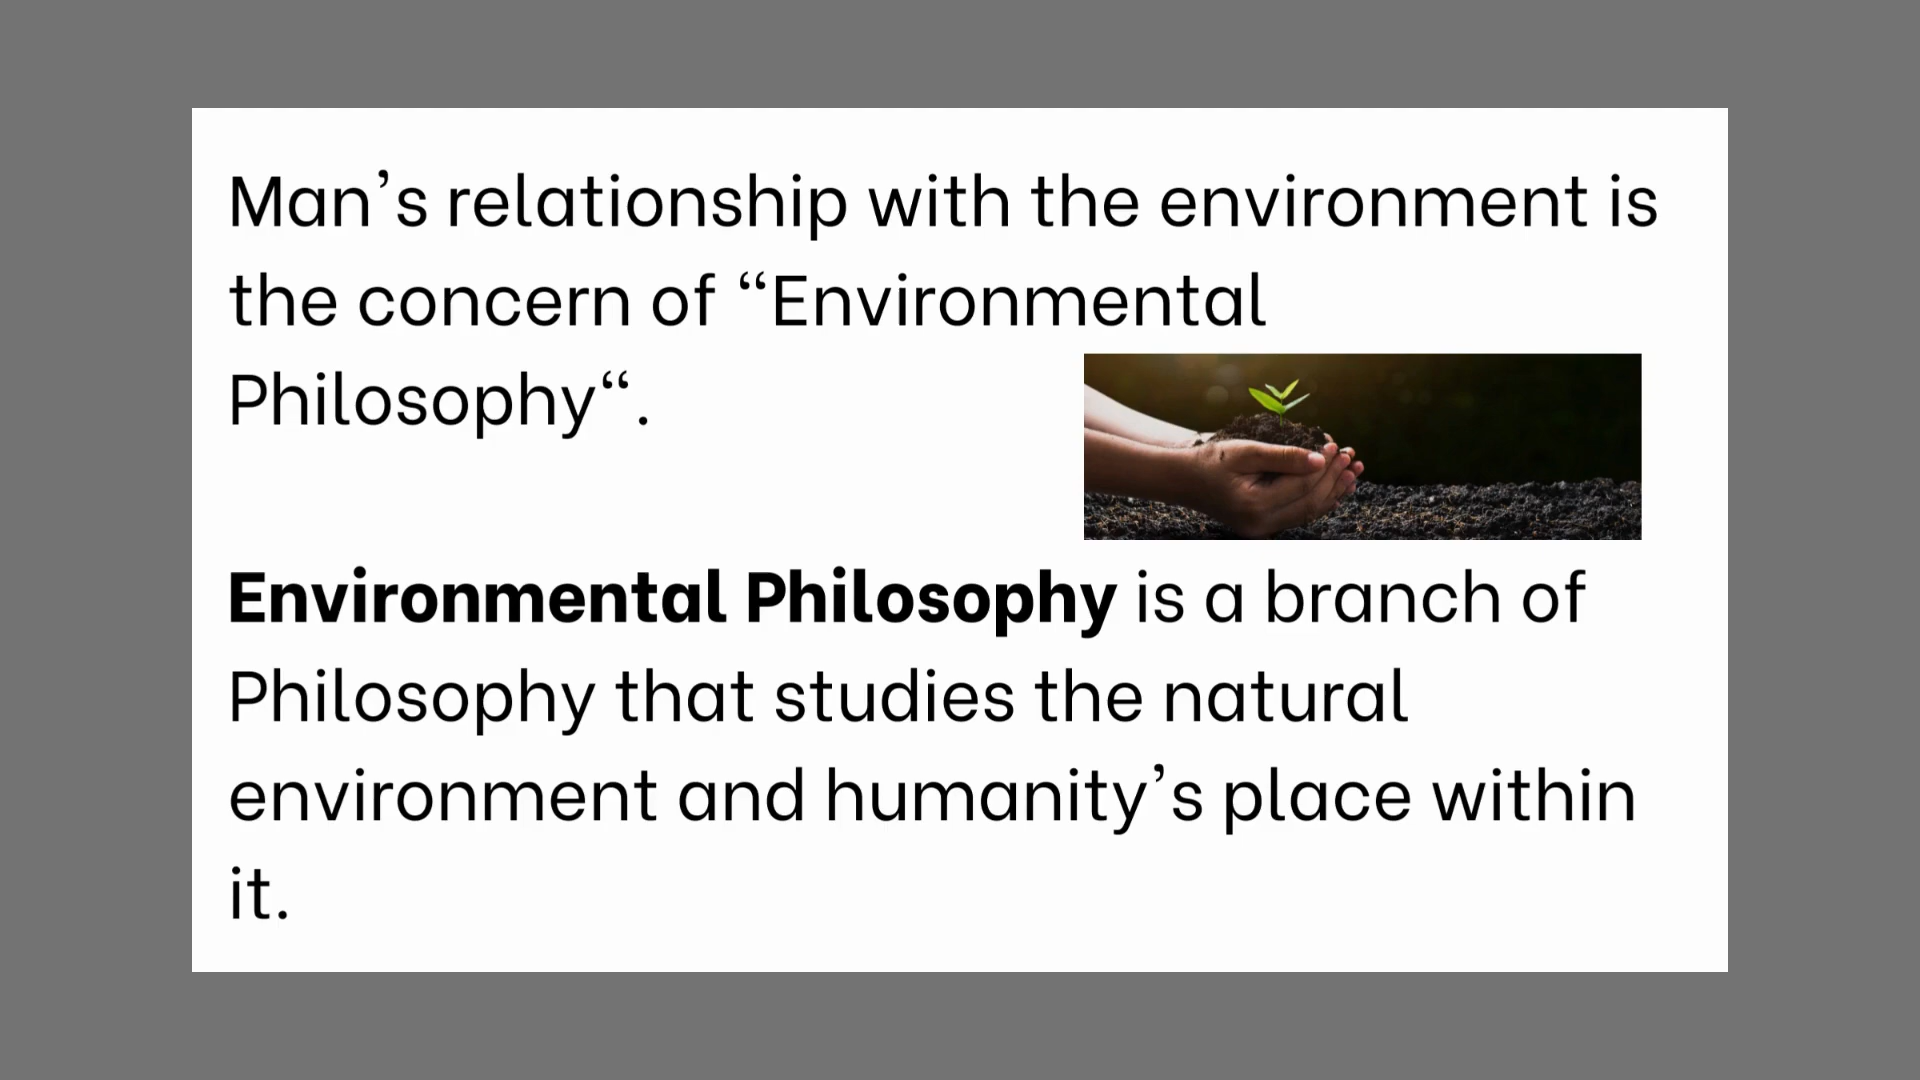 Man’s relationship with the environment is
the concern of “Environmental
Philosophy“.
Environmental Philosophy is a branch of
Philosophy that studies the natural
environment and humanity’s place within
it.